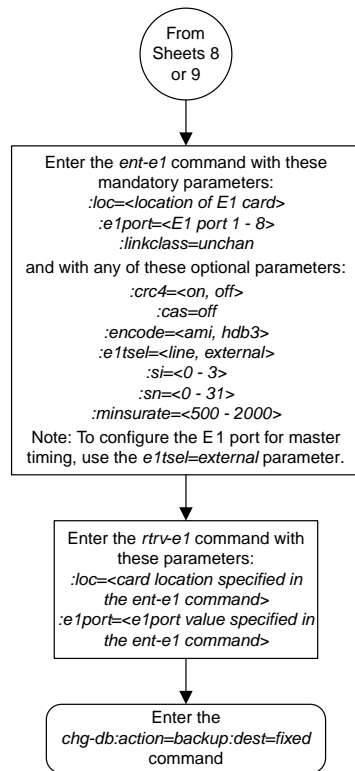 From
Sheets 8
or 9
Enter the ent-e1 command with these
mandatory parameters:
:loc=<location of E1 card>
:e1port=<E1 port 1 - 8>
:linkclass=unchan
and with any of these optional parameters:
:crc4=<on, off>
:cas=off
:encode=<ami, hdb3>
:e1tsel=<line, external>
:si=<0 - 3>
:sn=<0 - 31>
:minsurate=<500 - 2000>
Note: To configure the E1 port for master
timing, use the e1tsel=external parameter.
Enter the rtrv-e1 command with
these parameters:
:loc=<card location specified in
the ent-e1 command>
:e1port=<e1port value specified in
the ent-e1 command>
Enter the
chg-db:action=backup:dest=fixed
command